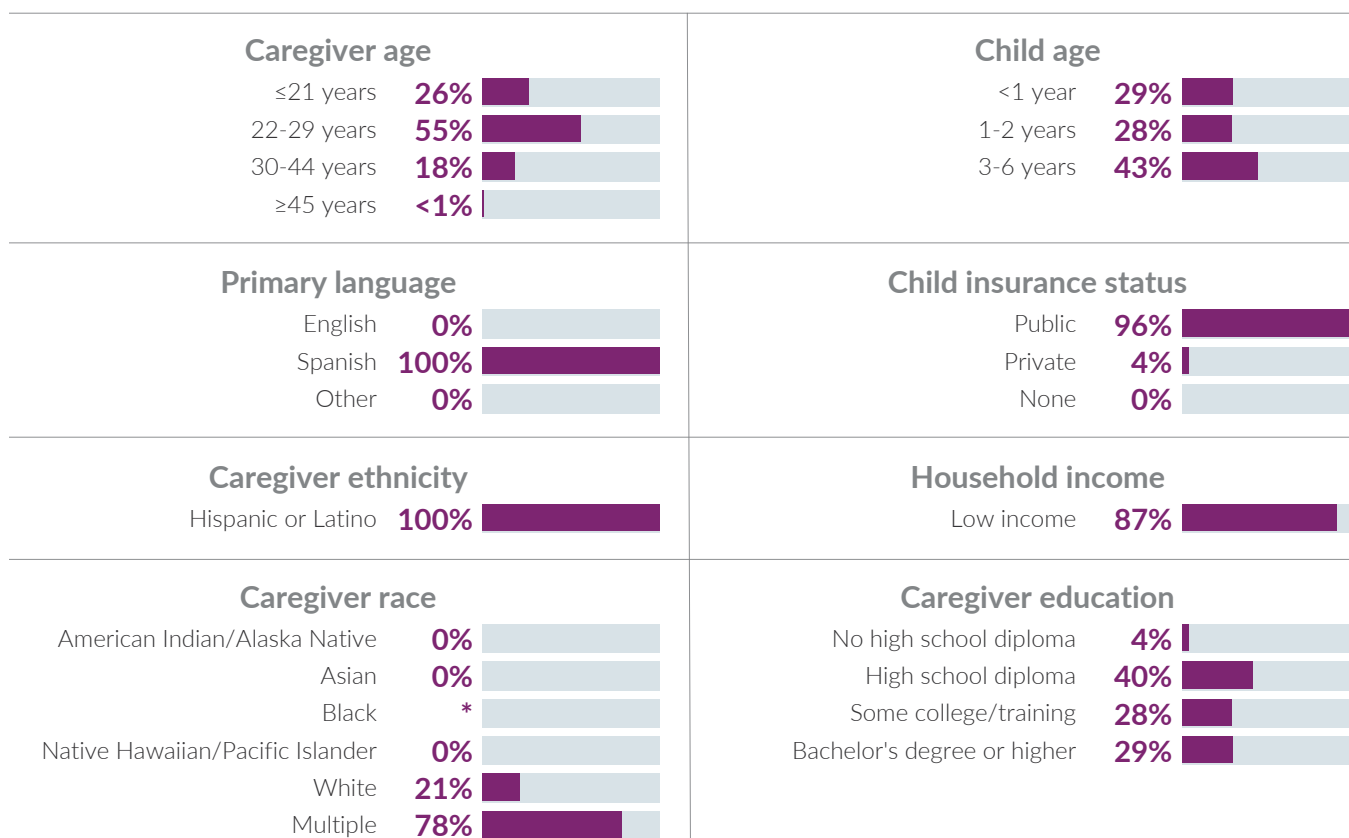 Caregiver age
≤21 years 26%
22-29 years 55%
30-44 years 18%
≥45 years <1%
Child age
<1 year 29%
1-2 years 28%
3-6 years 43%
Primary language
English 0%
Spanish 100%
Other 0%
Child insurance status
Public 96%
Private 4%
None 0%
Caregiver ethnicity
Hispanic or Latino 100%
Household income
Low income 87%
Caregiver race
American Indian/Alaska Native 0%
Asian 0%
Black *
Native Hawaiian/Pacific Islander 0%
White 21%
Multiple 78%
Caregiver education
No high school diploma 4%
High school diploma 40%
Some college/training 28%
Bachelor's degree or higher 29%